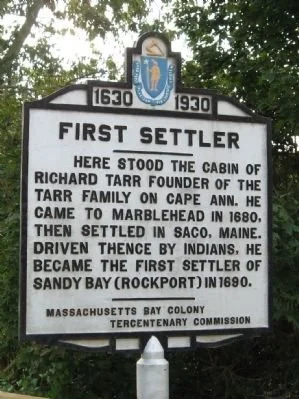 1630 1930
FIRST SETTLER
HERE STOOD THE CABIN OF
RICHARD TARR FOUNDER OF THE
TARR FAMILY ON CAPE ANN. HE
CAME TO MARBLEHEAD IN 1680,
THEN SETTLED IN SACO, MAINE.
DRIVEN THENCE BY INDIANS, HE
BECAME THE FIRST SETTLER OF
SANDY BAY (ROCKPORT) IN 1690.
MASSACHUSETTS BAY COLONY
TERCENTENARY COMMISSION